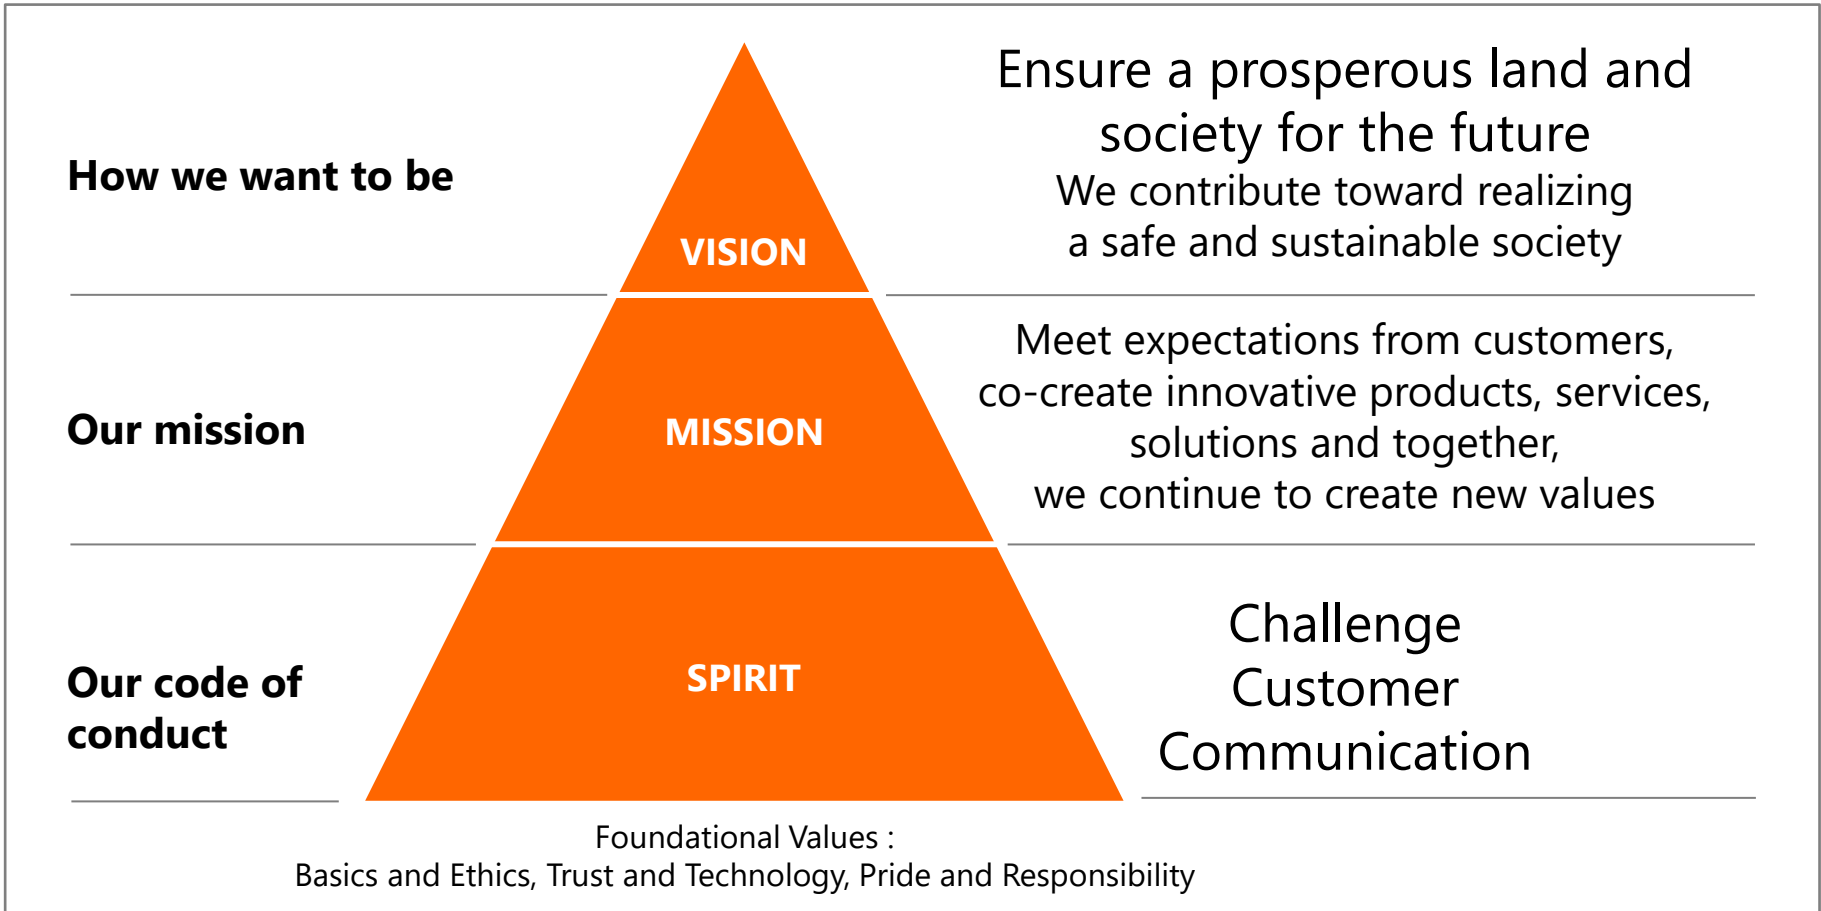 How we want to be
VISION
Ensure a prosperous land and
society for the future
We contribute toward realizing
a safe and sustainable society
Our mission
MISSION
Meet expectations from customers,
co-create innovative products, services,
solutions and together,
we continue to create new values
Our code of
conduct
SPIRIT
Challenge
Customer
Communication
Foundational Values :
Basics and Ethics, Trust and Technology, Pride and Responsibility